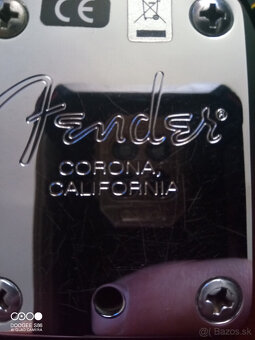 CE
Fender®
CORONA,
CALIFORNIA
DOOGEE S86
AI QUAD CAMERA
Bazos.sk